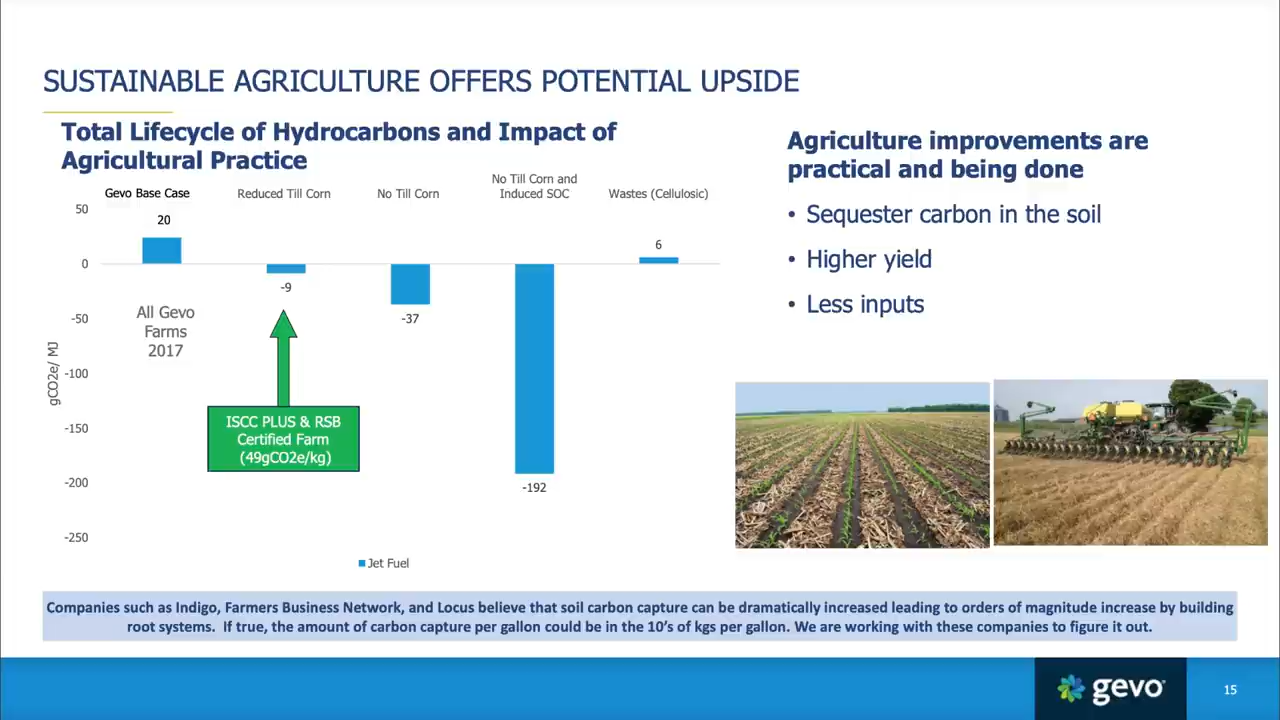 SUSTAINABLE AGRICULTURE OFFERS POTENTIAL UPSIDE
Total Lifecycle of Hydrocarbons and Impact of
Agricultural Practice
Gevo Base Case
Reduced Till Corn
No Till Corn
No Till Corn and
Induced SOC
Wastes (Cellulosic)
50
0
-50
-100
-150
-200
-250
gCO2e/ MJ
20
-9
-37
-192
6
All Gevo
Farms
2017
ISCC PLUS & RSB
Certified Farm
(49gCO2e/kg)
Jet Fuel
Agriculture improvements are
practical and being done
• Sequester carbon in the soil
• Higher yield
• Less inputs
Companies such as Indigo, Farmers Business Network, and Locus believe that soil carbon capture can be dramatically increased leading to orders of magnitude increase by building
root systems. If true, the amount of carbon capture per gallon could be in the 10’s of kgs per gallon. We are working with these companies to figure it out.
gevo
15